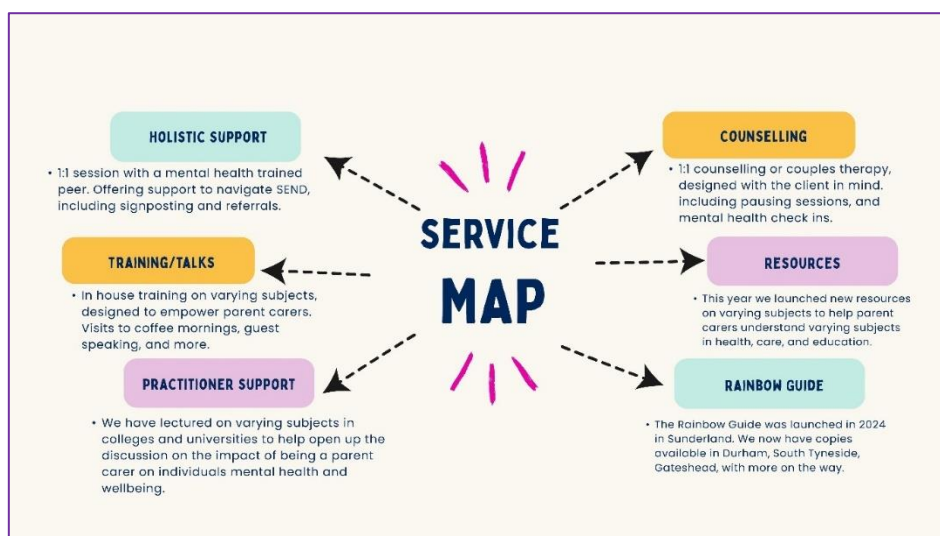 SERVICE
MAP
HOLISTIC SUPPORT
• 1:1 session with a mental health trained
peer. Offering support to navigate SEND,
including signposting and referrals.
TRAINING/TALKS
• In house training on varying subjects,
designed to empower parent carers.
Visits to coffee mornings, guest
speaking, and more.
PRACTITIONER SUPPORT
• We have lectured on varying subjects in
colleges and universities to help open up the
discussion on the impact of being a parent
carer on individuals mental health and
wellbeing.
COUNSELLING
• 1:1 counselling or couples therapy,
designed with the client in mind.
including pausing sessions, and
mental health check ins.
RESOURCES
• This year we launched new resources
on varying subjects to help parent
carers understand varying subjects
in health, care, and education.
RAINBOW GUIDE
• The Rainbow Guide was launched in 2024
in Sunderland. We now have copies
available in Durham, South Tyneside,
Gateshead, with more on the way.